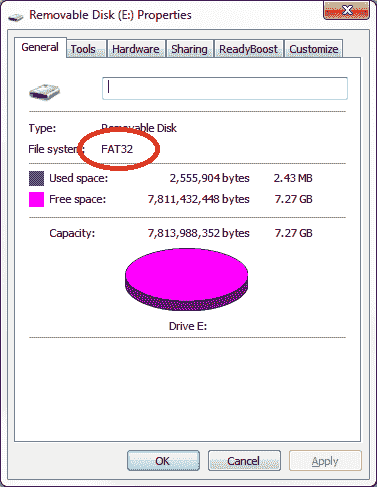 Removable Disk (E:) Properties
General Tools Hardware Sharing ReadyBoost Customize
Type: Removable Disk
File system: FAT32
Used space: 2,555,904 bytes 2.43 MB
Free space: 7,811,432,448 bytes 7.27 GB
Capacity: 7,813,988,352 bytes 7.27 GB
Drive E:
OK Cancel Apply